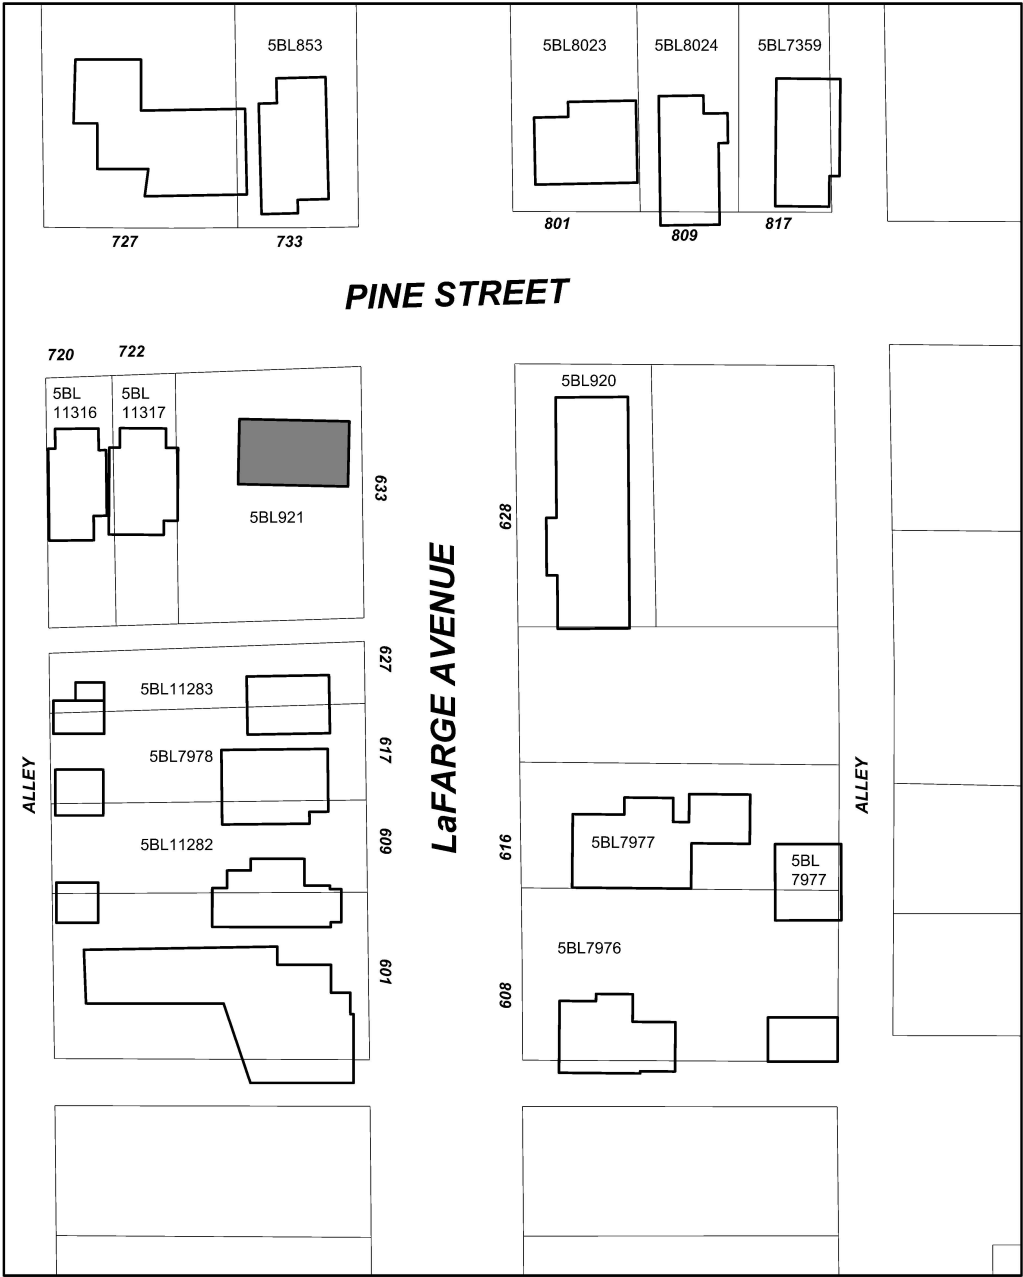 5BL853
5BL8023
5BL8024
5BL7359
727
733
801
809
817
PINE STREET
720
722
5BL
11316
5BL
11317
5BL920
633
5BL921
628
LaFARGE AVENUE
627
5BL11283
617
5BL7978
ALLEY
ALLEY
609
5BL11282
616
5BL7977
5BL
7977
601
5BL7976
608